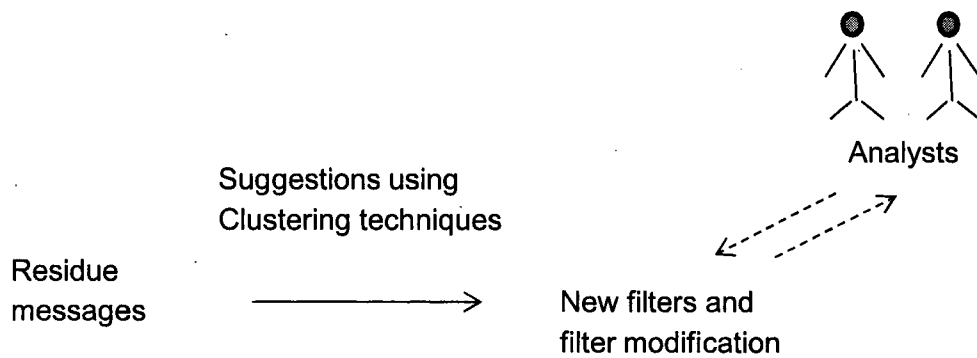 Analysts
Suggestions using
Clustering techniques
Residue
messages
New filters and
filter modification